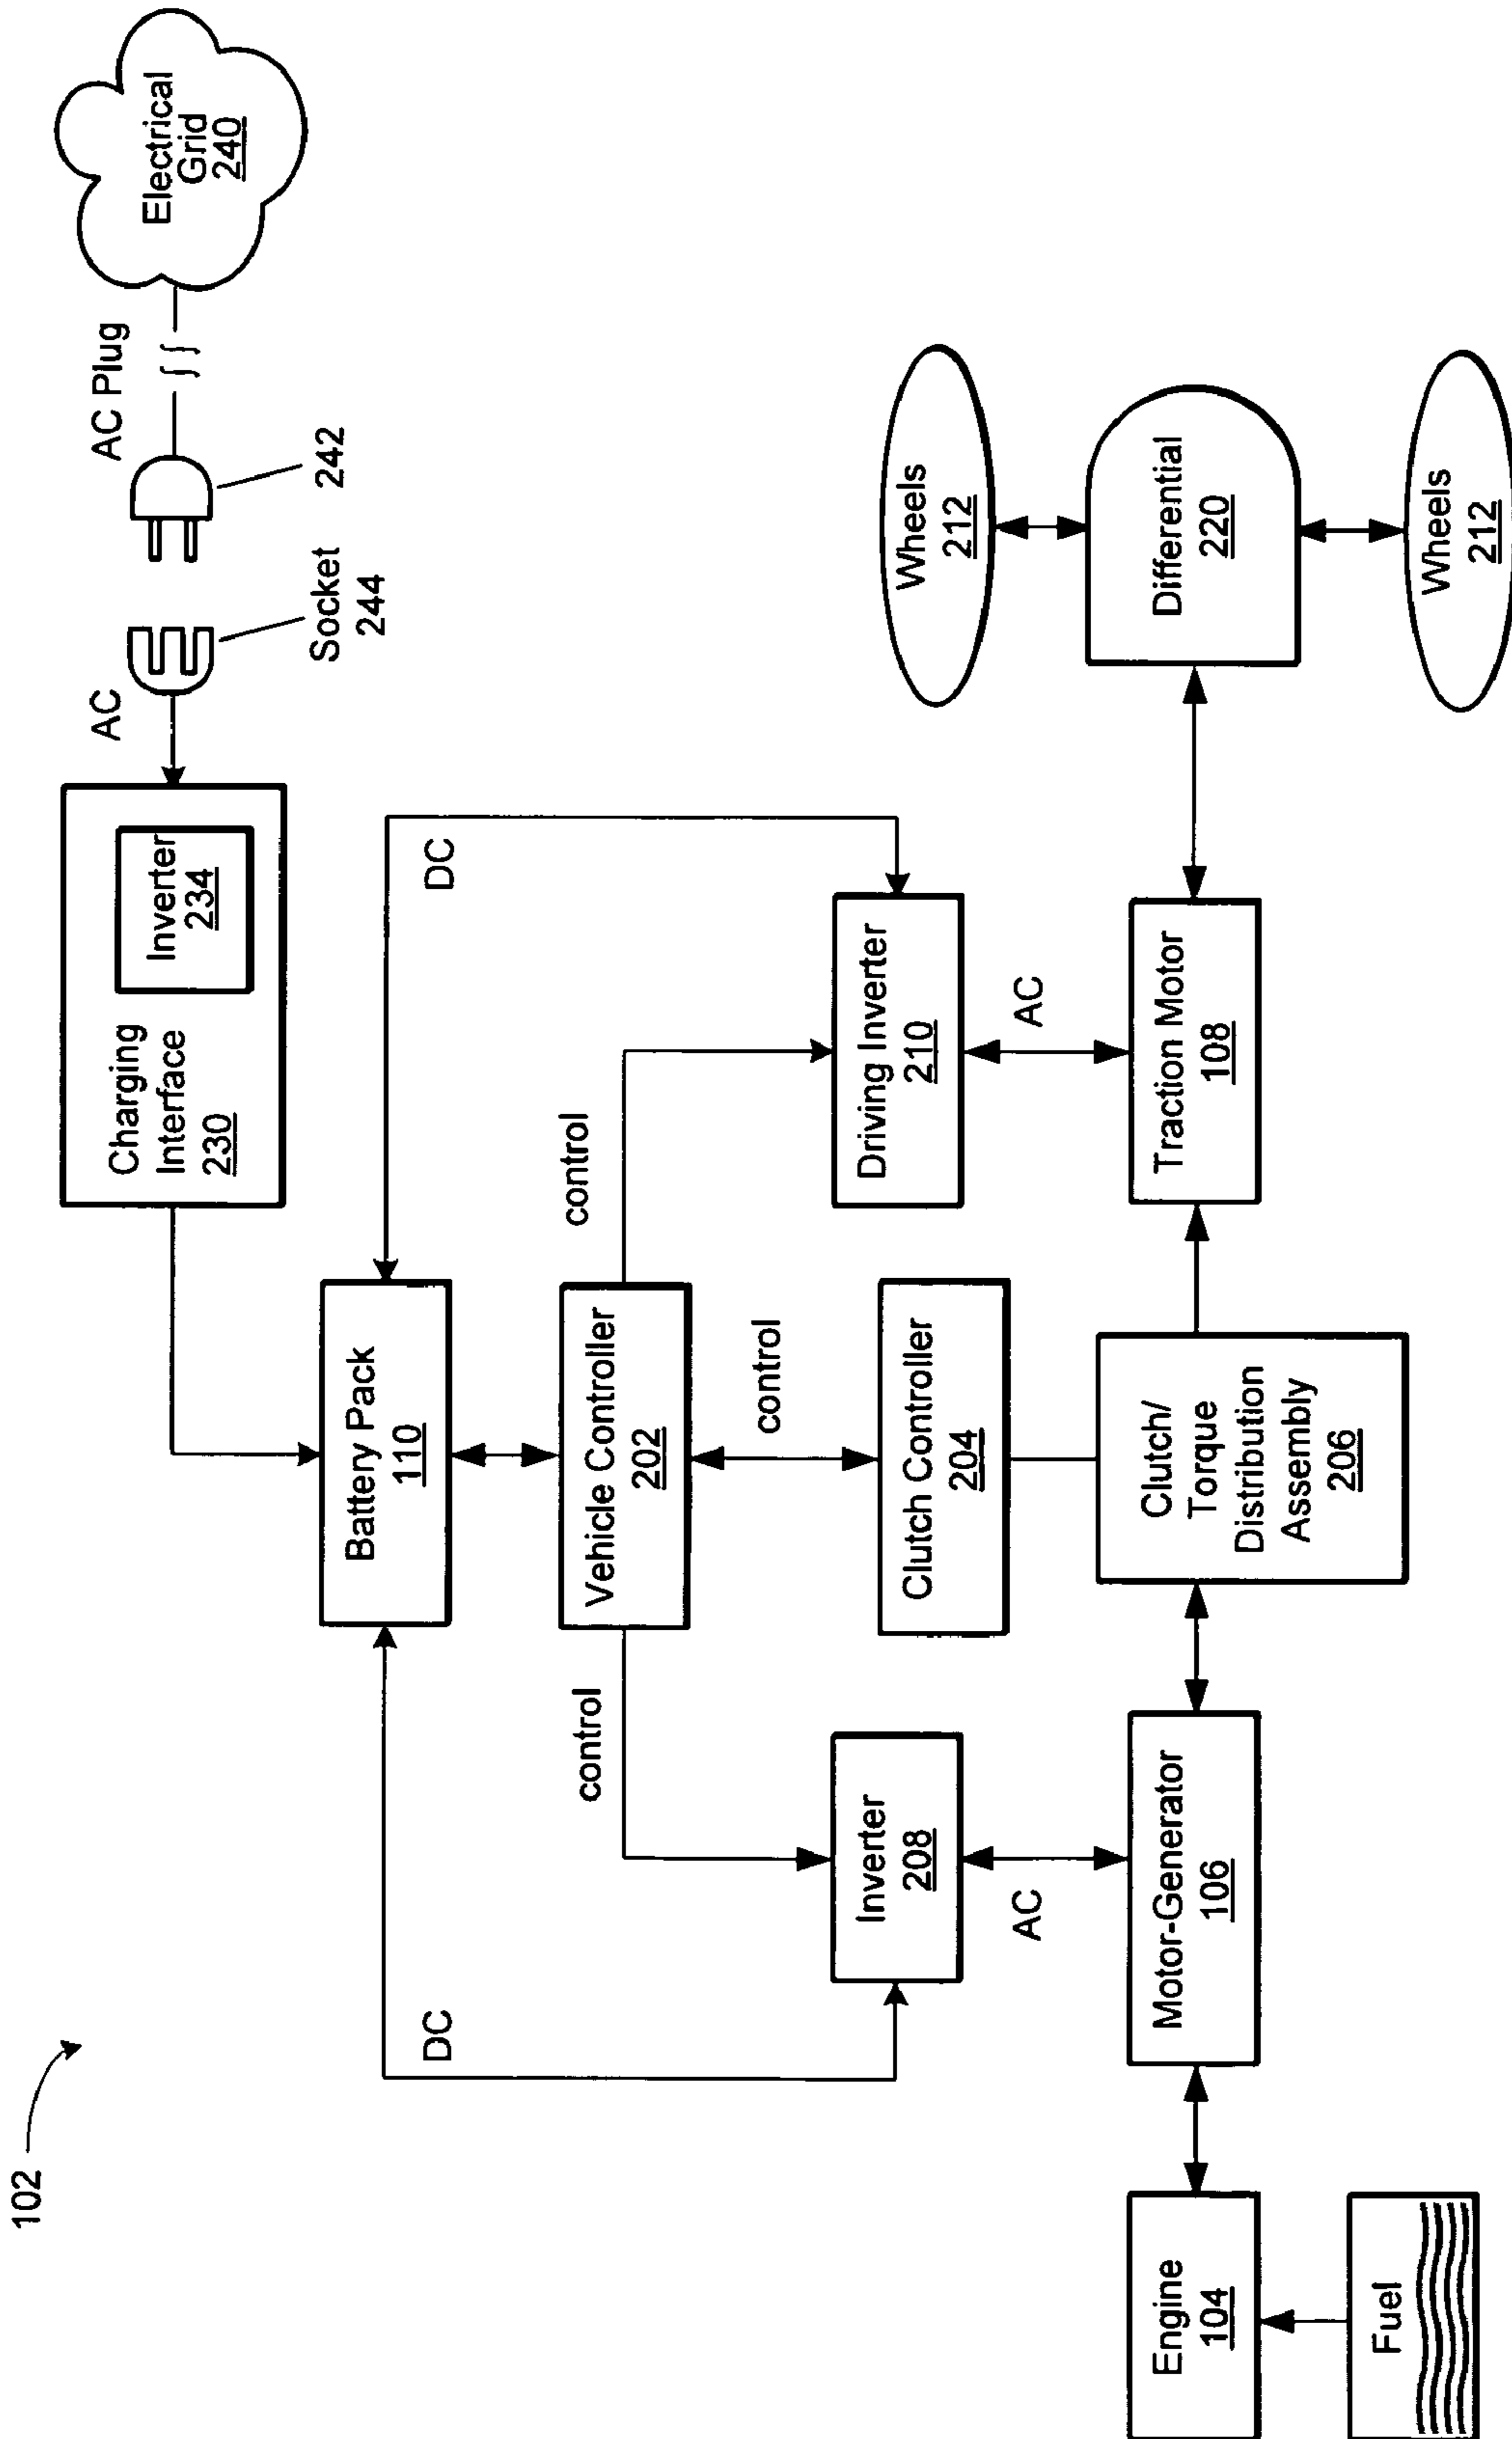 102
Electrical
Grid
240
AC Plug
242
Socket
244
AC
Charging
Interface
230
Inverter
234
Battery Pack
110
DC
DC
Vehicle Controller
202
control
control
control
Clutch Controller
204
Inverter
208
Driving Inverter
210
AC
AC
Engine
104
Fuel
Motor-Generator
106
Clutch/
Torque
Distribution
Assembly
206
Traction Motor
108
Differential
220
Wheels
212
Wheels
212